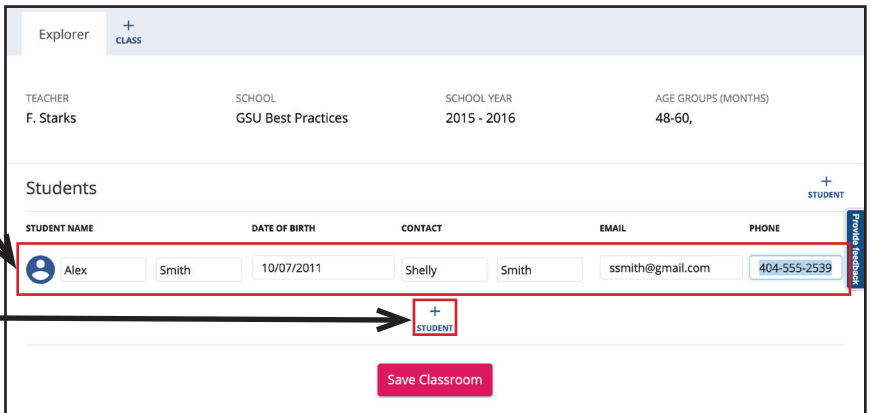 Explorer
+
CLASS
TEACHER SCHOOL SCHOOL YEAR AGE GROUPS (MONTHS)
F. Starks GSU Best Practices 2015 - 2016 48-60,
Students
+
STUDENT
STUDENT NAME DATE OF BIRTH CONTACT EMAIL PHONE
Alex Smith 10/07/2011 Shelly Smith ssmith@gmail.com 404-555-2539
Provide feedback
+
STUDENT
Save Classroom